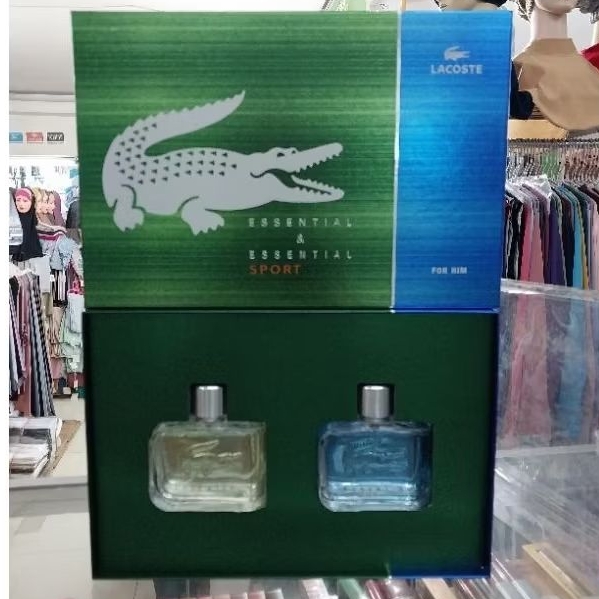 LACOSTE
ESSENTIAL
&
ESSENTIAL
SPORT
FOR HIM